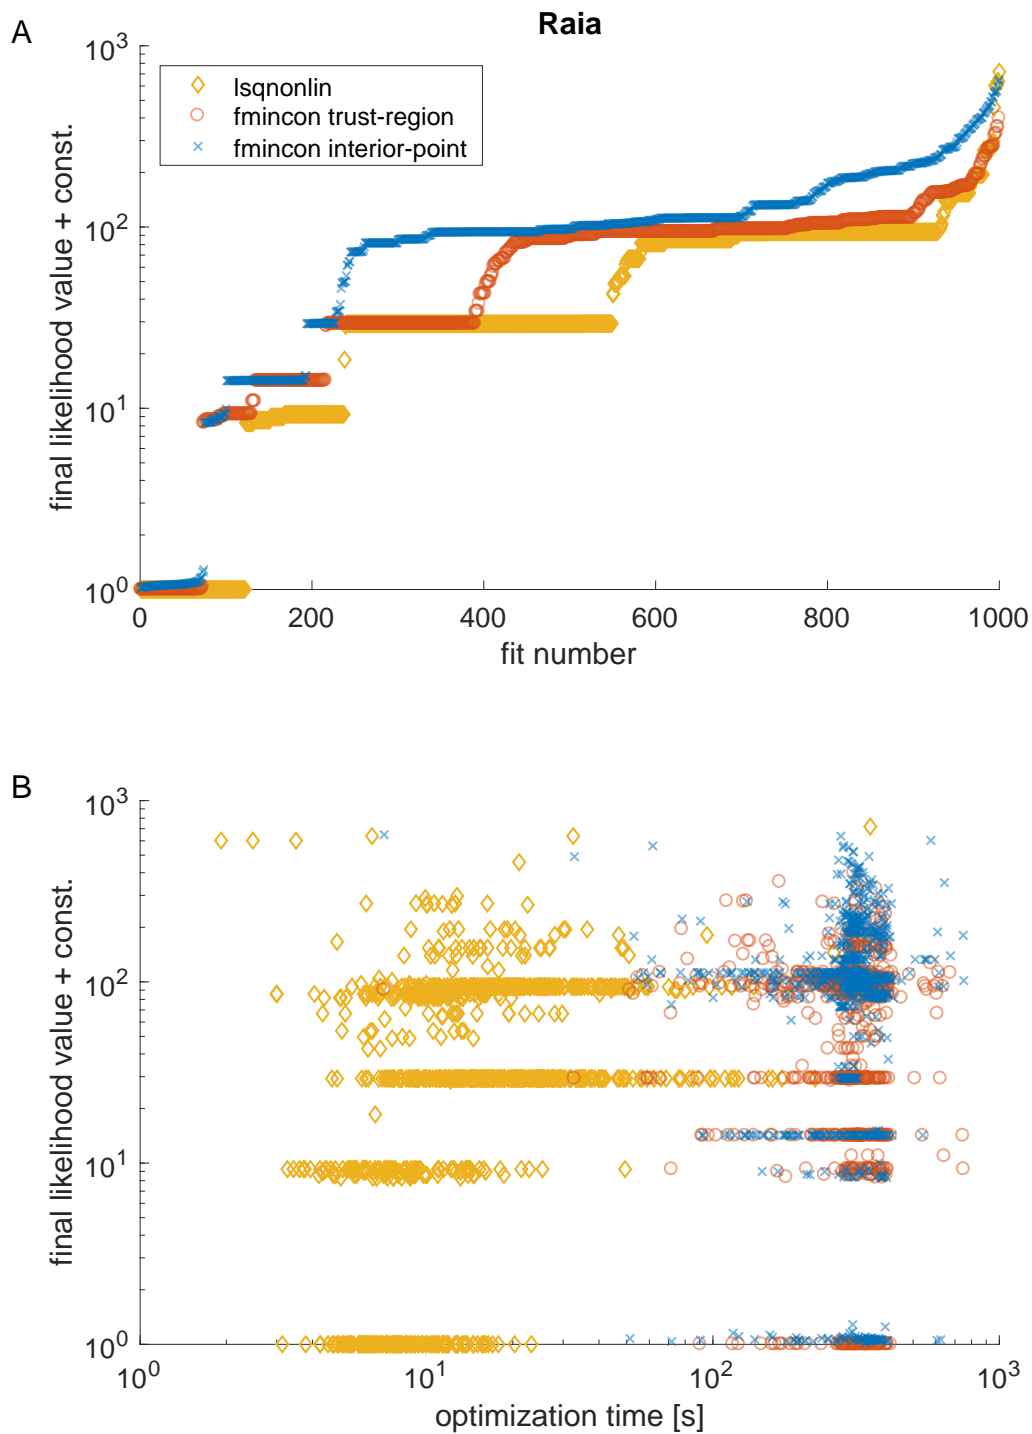 A
Raia
10^3
lsqnonlin
fmincon trust-region
fmincon interior-point
10^2
10^1
10^0
final likelihood value + const.
0 200 400 600 800 1000
fit number
B
10^3
10^2
10^1
10^0
final likelihood value + const.
10^0 10^1 10^2 10^3
optimization time [s]